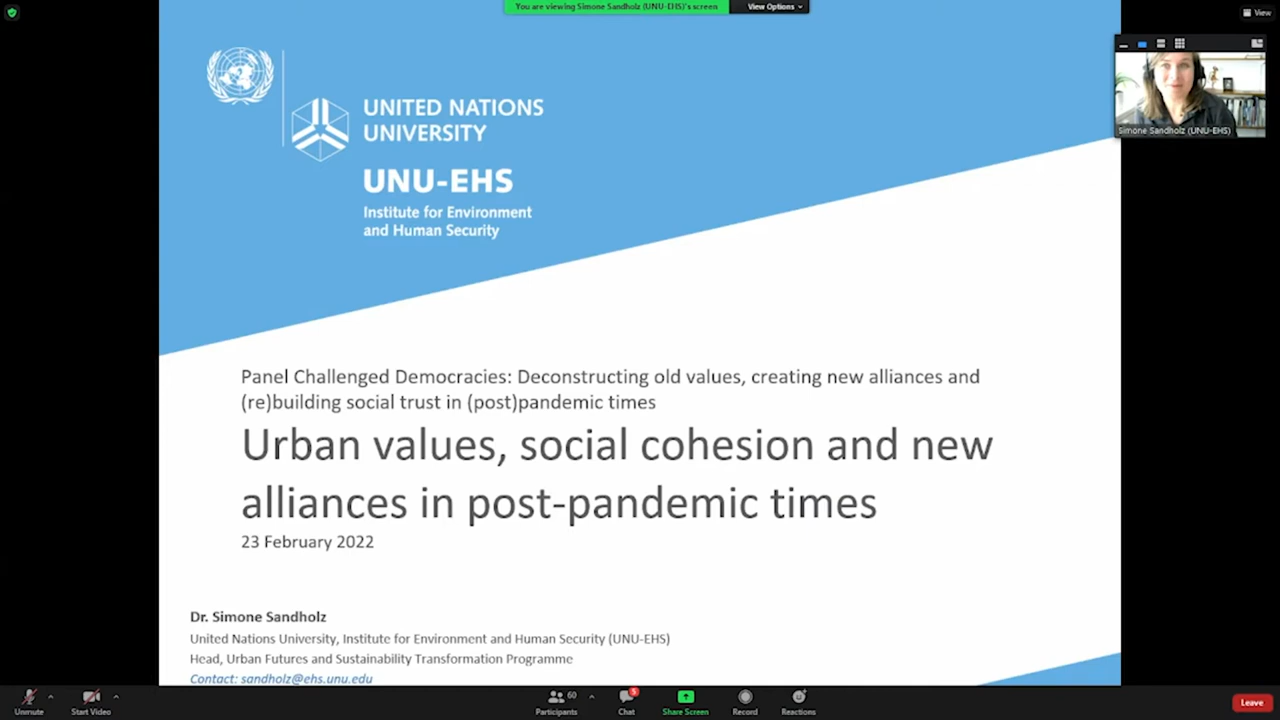 You are viewing Simone Sandholz (UNU-EHS)'s screen
View Options
View
Simone Sandholz (UNU-EHS)
UNITED NATIONS
UNIVERSITY
UNU-EHS
Institute for Environment
and Human Security
Panel Challenged Democracies: Deconstructing old values, creating new alliances and
(re)building social trust in (post)pandemic times
Urban values, social cohesion and new
alliances in post-pandemic times
23 February 2022
Dr. Simone Sandholz
United Nations University, Institute for Environment and Human Security (UNU-EHS)
Head, Urban Futures and Sustainability Transformation Programme
Contact: sandholz@ehs.unu.edu
Unmute
Start Video
60
Participants
5
Chat
Share Screen
Record
Reactions
Leave